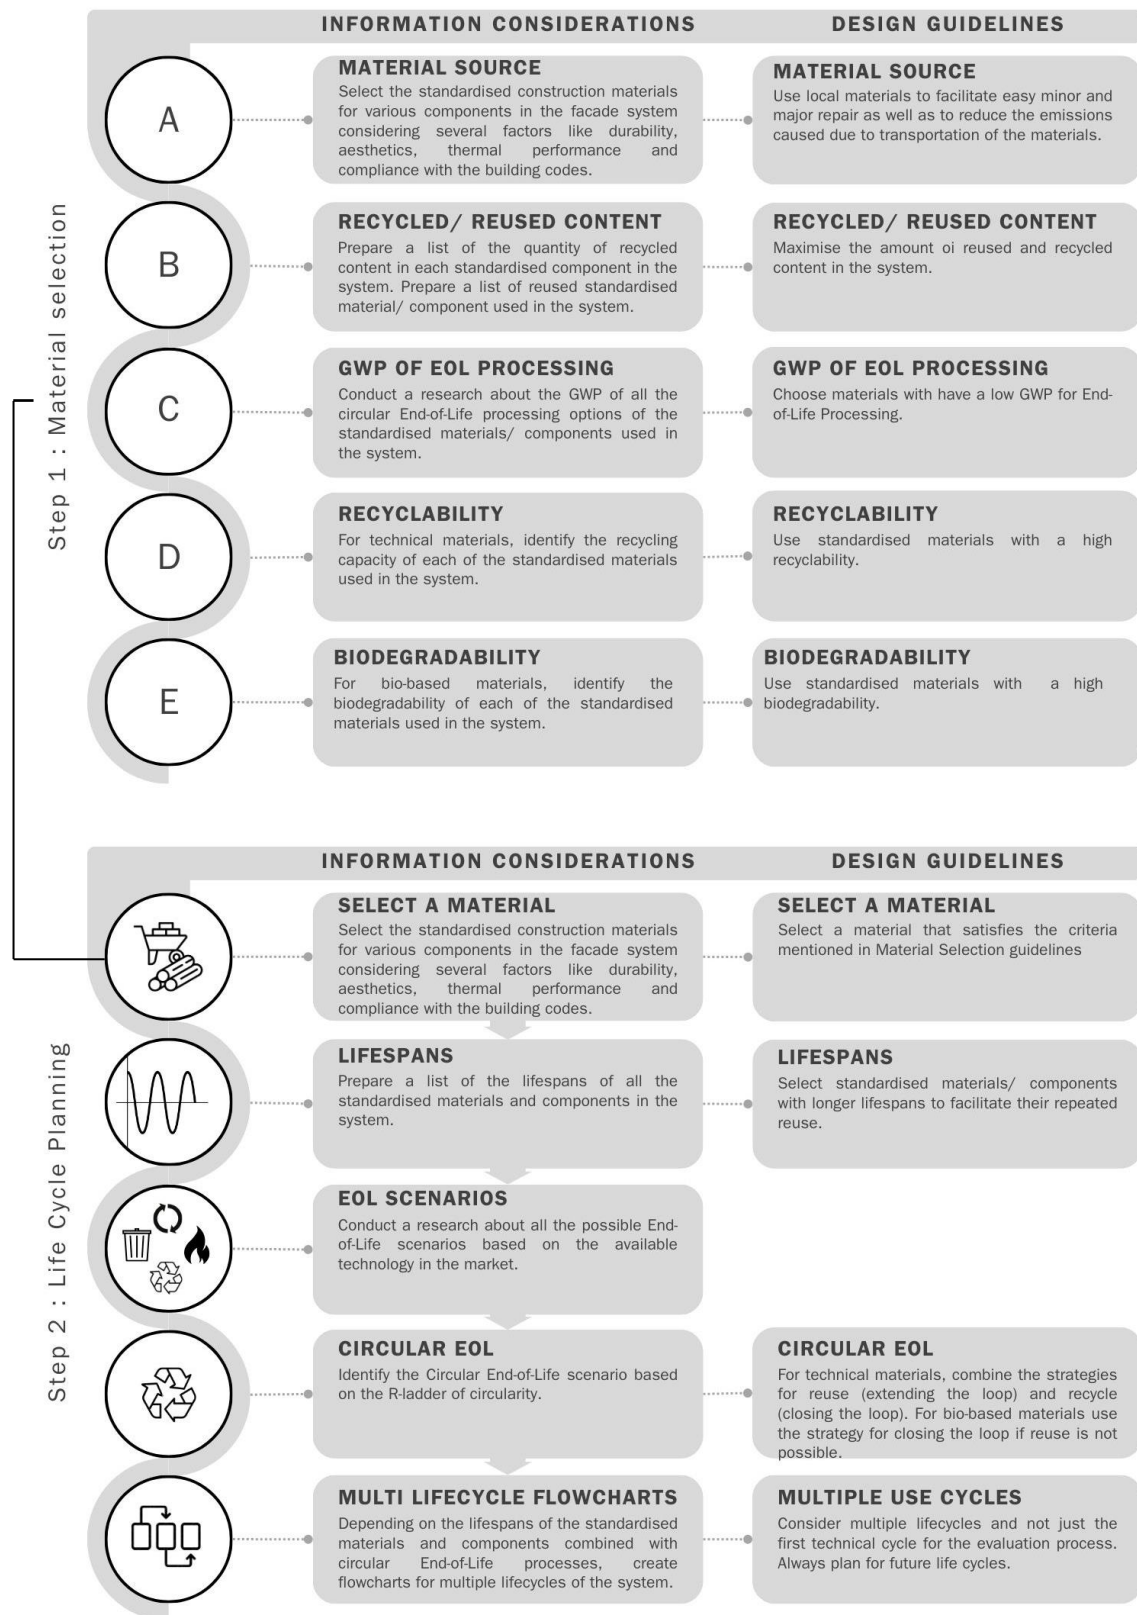 INFORMATION CONSIDERATIONS
DESIGN GUIDELINES
Step 1 : Material selection
A
MATERIAL SOURCE
Select the standardised construction materials
for various components in the facade system
considering several factors like durability,
aesthetics, thermal performance and
compliance with the building codes.
MATERIAL SOURCE
Use local materials to facilitate easy minor and
major repair as well as to reduce the emissions
caused due to transportation of the materials.
B
RECYCLED/ REUSED CONTENT
Prepare a list of the quantity of recycled
content in each standardised component in the
system. Prepare a list of reused standardised
material/ component used in the system.
RECYCLED/ REUSED CONTENT
Maximise the amount oi reused and recycled
content in the system.
C
GWP OF EOL PROCESSING
Conduct a research about the GWP of all the
circular End-of-Life processing options of the
standardised materials/ components used in
the system.
GWP OF EOL PROCESSING
Choose materials with have a low GWP for End-
of-Life Processing.
D
RECYCLABILITY
For technical materials, identify the recycling
capacity of each of the standardised materials
used in the system.
RECYCLABILITY
Use standardised materials with a high
recyclability.
E
BIODEGRADABILITY
For bio-based materials, identify the
biodegradability of each of the standardised
materials used in the system.
BIODEGRADABILITY
Use standardised materials with a high
biodegradability.
INFORMATION CONSIDERATIONS
DESIGN GUIDELINES
Step 2 : Life Cycle Planning
SELECT A MATERIAL
Select the standardised construction materials
for various components in the facade system
considering several factors like durability,
aesthetics, thermal performance and
compliance with the building codes.
SELECT A MATERIAL
Select a material that satisfies the criteria
mentioned in Material Selection guidelines
LIFESPANS
Prepare a list of the lifespans of all the
standardised materials and components in the
system.
LIFESPANS
Select standardised materials/ components
with longer lifespans to facilitate their repeated
reuse.
EOL SCENARIOS
Conduct a research about all the possible End-
of-Life scenarios based on the available
technology in the market.
CIRCULAR EOL
Identify the Circular End-of-Life scenario based
on the R-ladder of circularity.
CIRCULAR EOL
For technical materials, combine the strategies
for reuse (extending the loop) and recycle
(closing the loop). For bio-based materials use
the strategy for closing the loop if reuse is not
possible.
MULTI LIFECYCLE FLOWCHARTS
Depending on the lifespans of the standardised
materials and components combined with
circular End-of-Life processes, create
flowcharts for multiple lifecycles of the system.
MULTIPLE USE CYCLES
Consider multiple lifecycles and not just the
first technical cycle for the evaluation process.
Always plan for future life cycles.